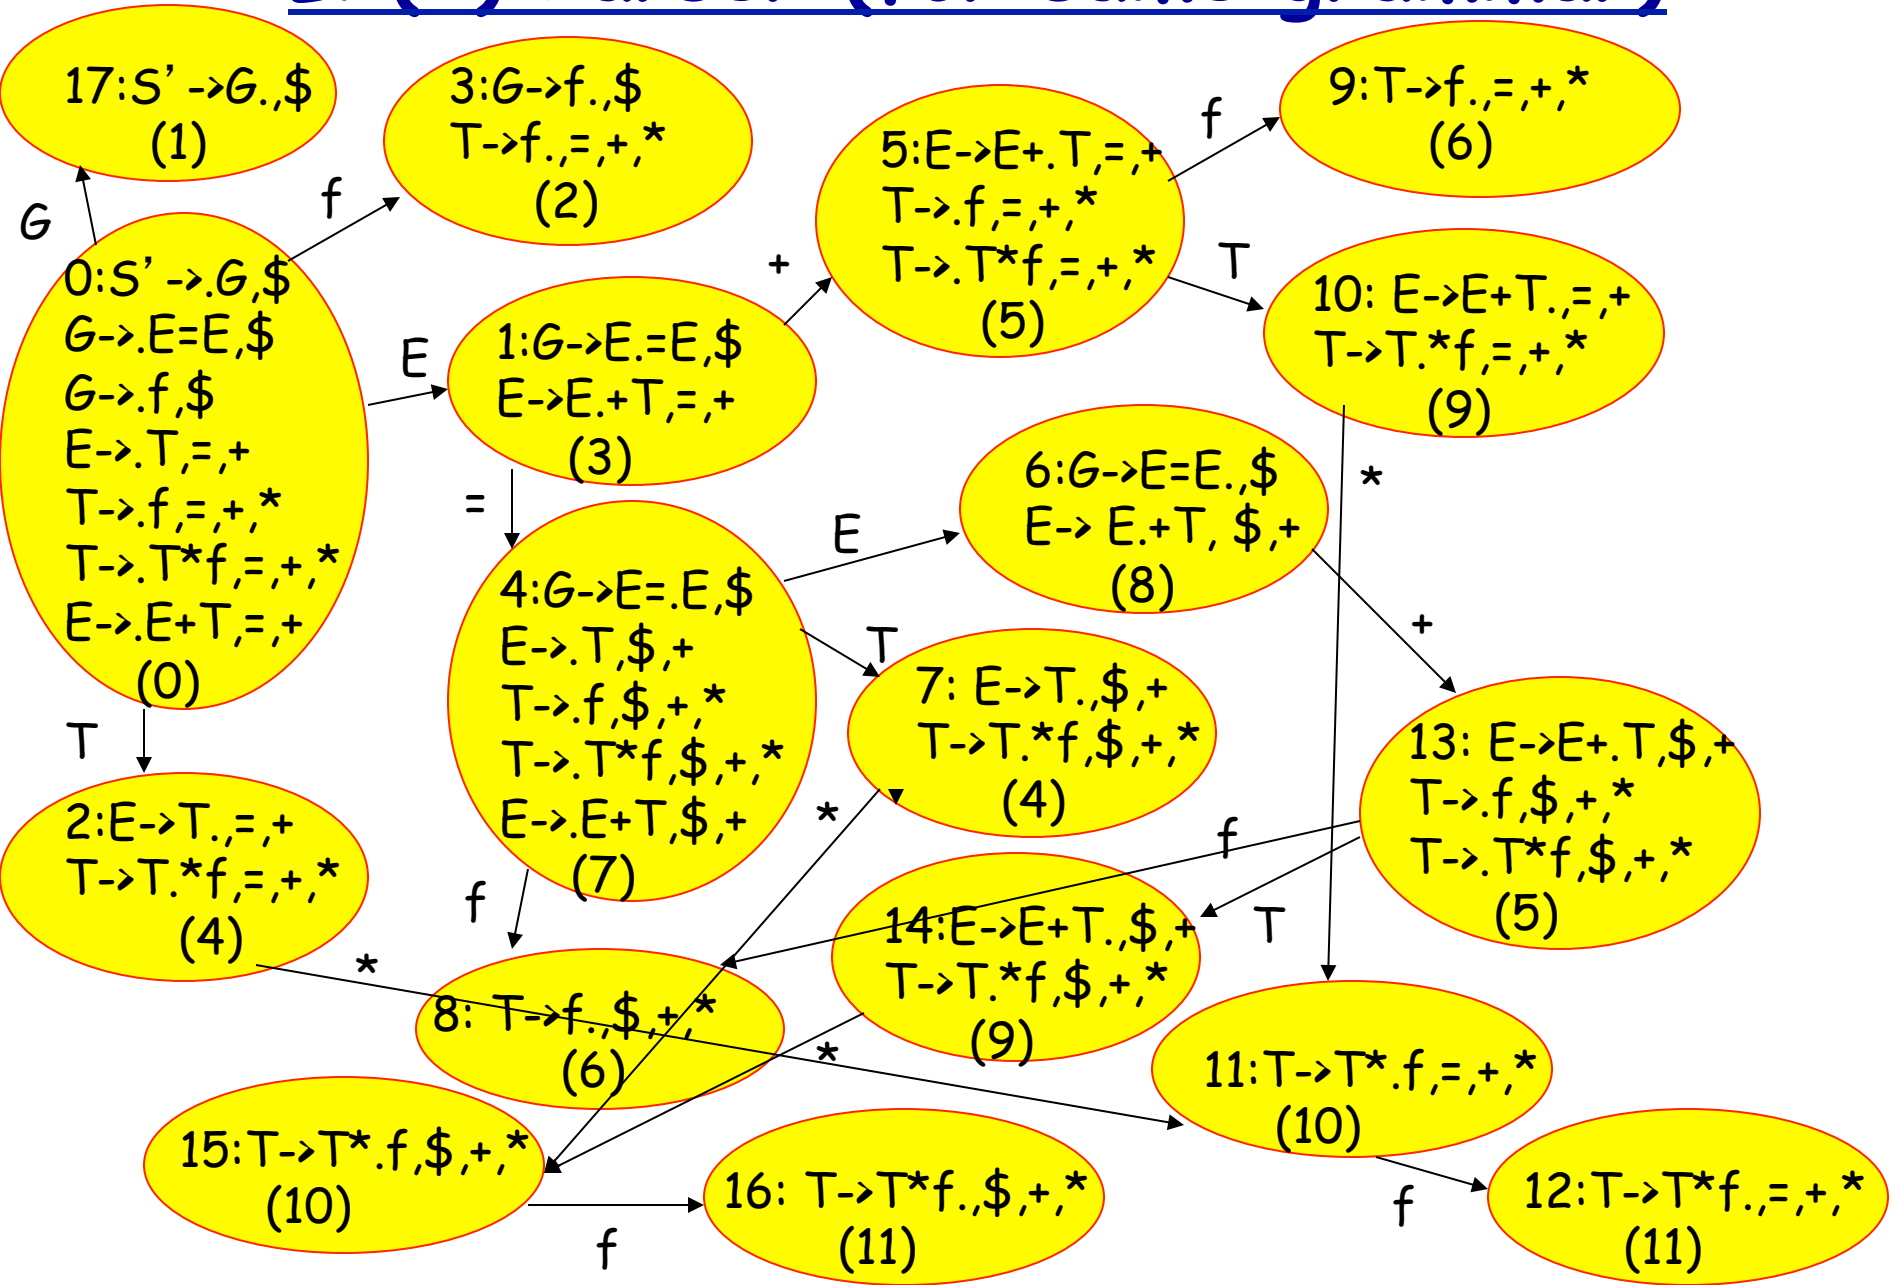 17:S' ->G.,$
(1)
3:G->f.,$
T->f.,=,+,*
(2)
5:E->E+.T,=,+
T->.f,=,+,*
T->.T*f,=,+,*
(5)
9:T->f.,=,+,*
(6)
f
G
f
0:S' ->.G,$
G->.E=E,$
G->.f,$
E->.T,=,+
T->.f,=,+,*
T->.T*f,=,+,*
E->.E+T,=,+
(0)
E
1:G->E.=E,$
E->E.+T,=,+
(3)
+
T
10: E->E+T.,=,+
T->T.*f,=,+,*
(9)
*
=
4:G->E=.E,$
E->.T,$,+
T->.f,$,+,*
T->.T*f,$,+,*
E->.E+T,$,+
(7)
E
6:G->E=E.,$
E-> E.+T, $,+
(8)
+
T
7: E->T.,$,+
T->T.*f,$,+,*
(4)
13: E->E+.T,$,+
T->.f,$,+,*
T->.T*f,$,+,*
(5)
T
2:E->T.,=,+
T->T.*f,=,+,*
(4)
*
f
*
f
T
14:E->E+T.,$,+
T->T.*f,$,+,*
(9)
8: T->f.,$,+,*
(6)
*
11:T->T*.f,=,+,*
(10)
15:T->T*.f,$,+,*
(10)
f
16: T->T*f.,$,+,*
(11)
f
12:T->T*f.,=,+,*
(11)